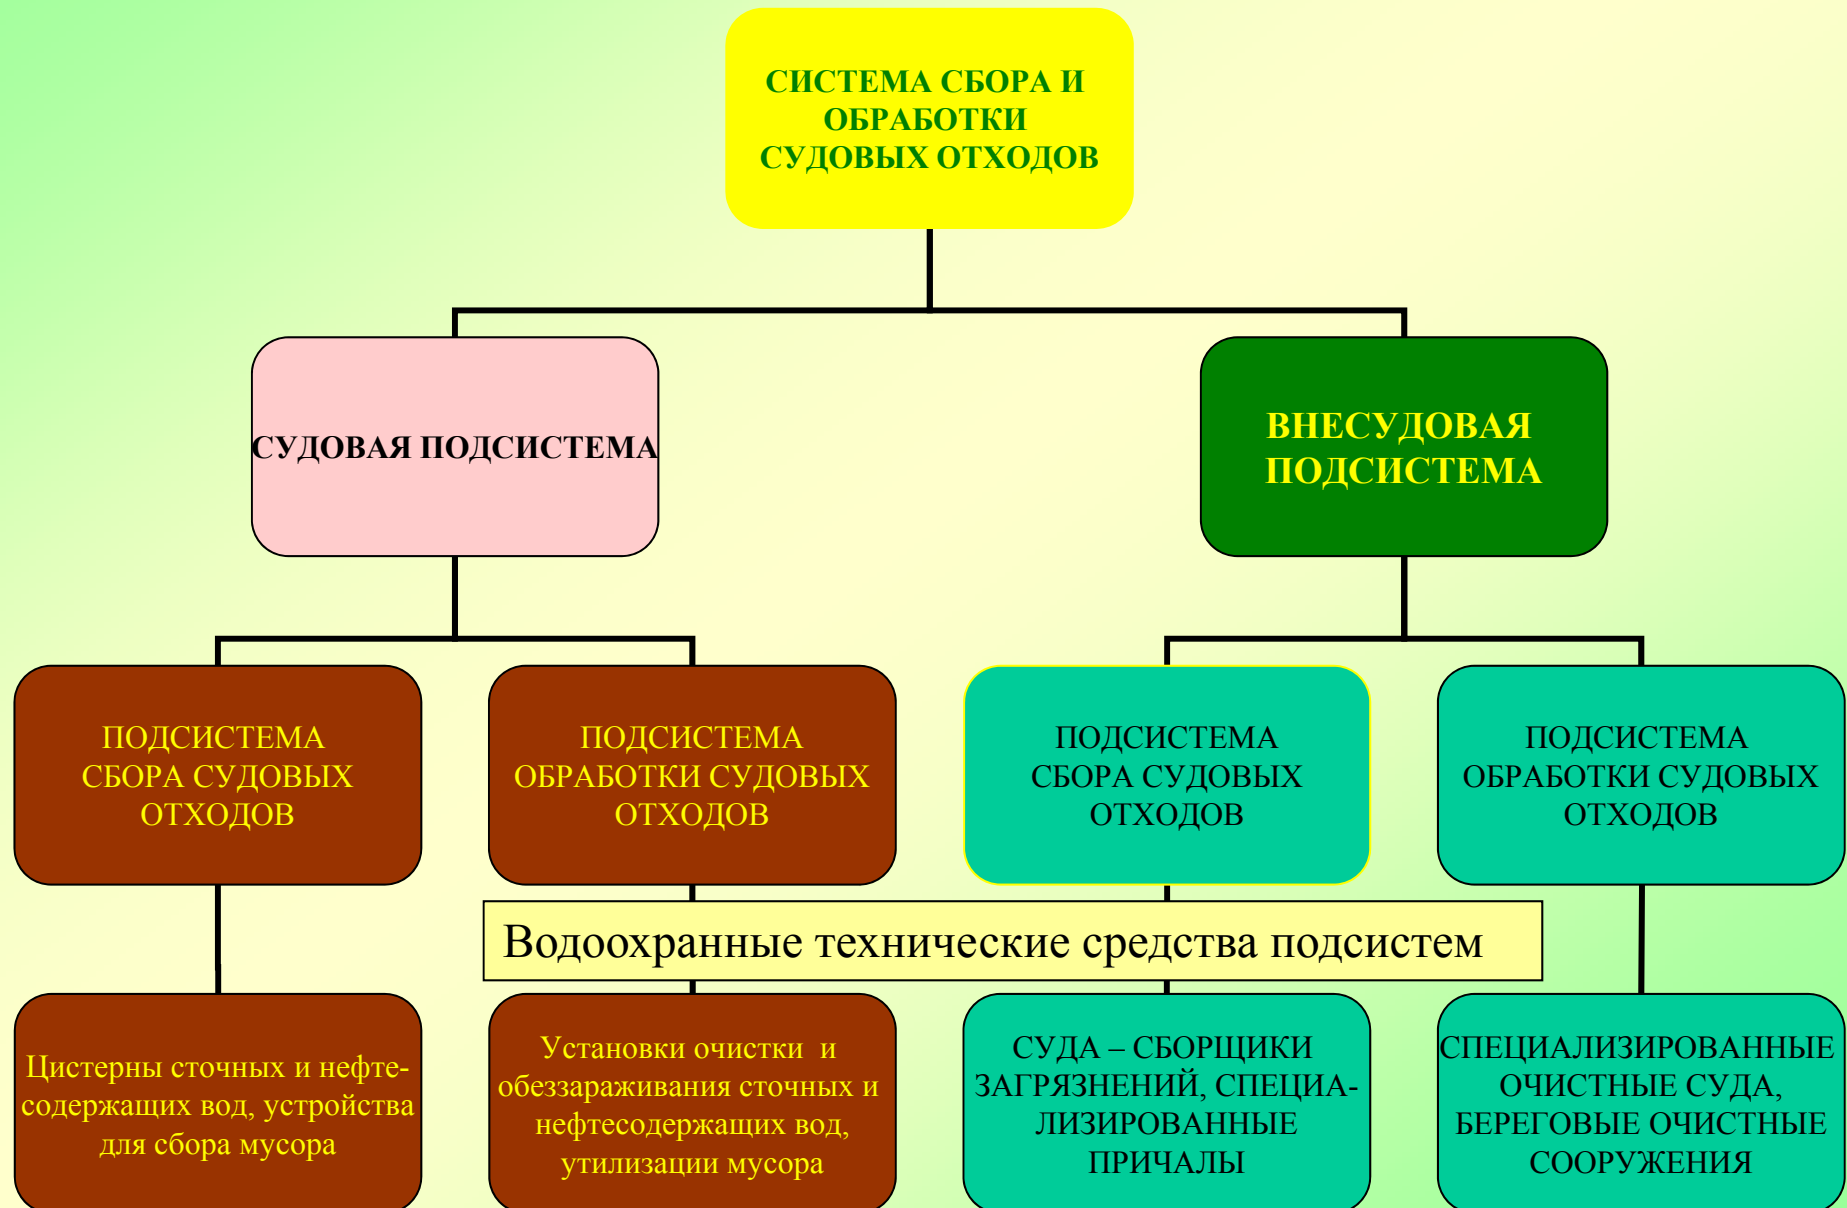 СИСТЕМА СБОРА И
ОБРАБОТКИ
СУДОВЫХ ОТХОДОВ
СУДОВАЯ ПОДСИСТЕМА
ВНЕСУДОВАЯ
ПОДСИСТЕМА
ПОДСИСТЕМА
СБОРА СУДОВЫХ
ОТХОДОВ
ПОДСИСТЕМА
ОБРАБОТКИ СУДОВЫХ
ОТХОДОВ
ПОДСИСТЕМА
СБОРА СУДОВЫХ
ОТХОДОВ
ПОДСИСТЕМА
ОБРАБОТКИ СУДОВЫХ
ОТХОДОВ
Водоохранные технические средства подсистем
Цистерны сточных и нефте-
содержащих вод, устройства
для сбора мусора
Установки очистки и
обеззараживания сточных и
нефтесодержащих вод,
утилизации мусора
СУДА – СБОРЩИКИ
ЗАГРЯЗНЕНИЙ, СПЕЦИА-
ЛИЗИРОВАННЫЕ
ПРИЧАЛЫ
СПЕЦИАЛИЗИРОВАННЫЕ
ОЧИСТНЫЕ СУДА,
БЕРЕГОВЫЕ ОЧИСТНЫЕ
СООРУЖЕНИЯ